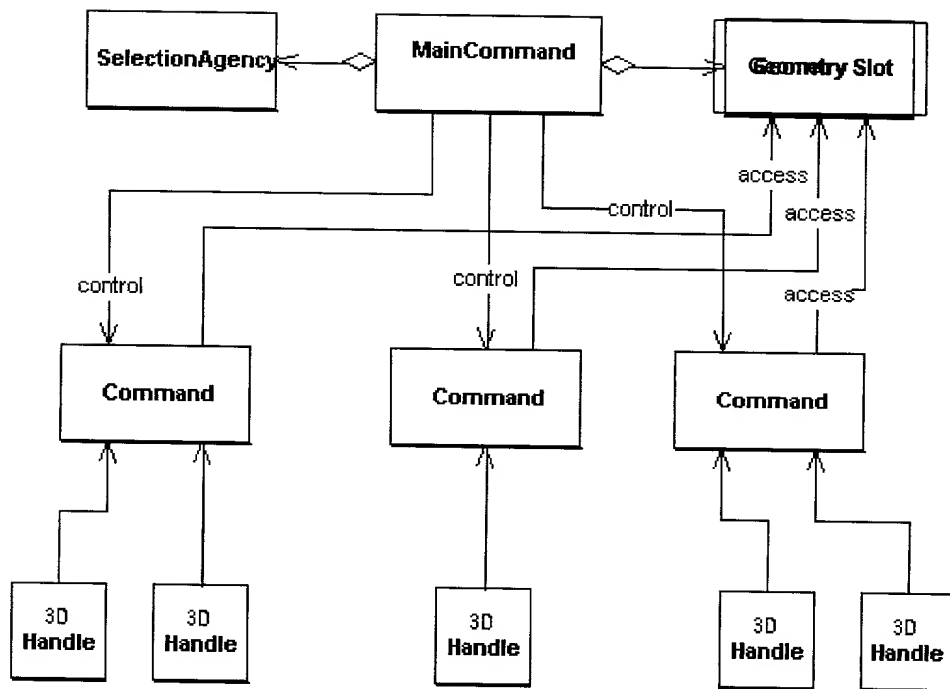 SelectionAgency
MainCommand
Geometry Slot
access
control
access
control
control
access
Command
Command
Command
3D
Handle
3D
Handle
3D
Handle
3D
Handle
3D
Handle